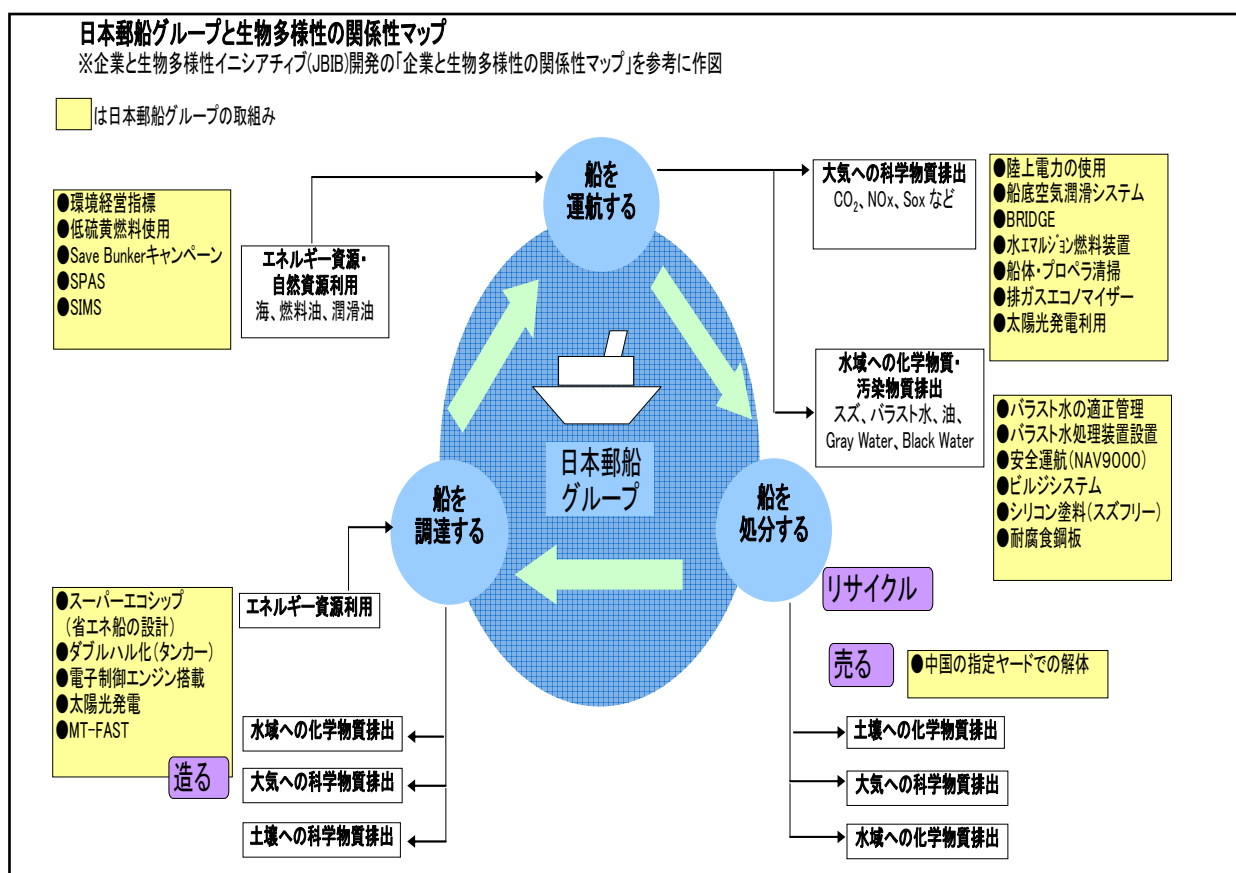 日本郵船グループと生物多様性の関係性マップ
※企業と生物多様性イニシアチィブ(JBIB)開発の「企業と生物多様性の関係性マップ」を参考に作図
は日本郵船グループの取組み
船を
運航する
●環境経営指標
●低硫黄燃料使用
●Save Bunkerキャンペーン
●SPAS
●SIMS
エネルギー資源・
自然資源利用
海、燃料油、潤滑油
大気への科学物質排出
CO₂、NOx、Sox など
●陸上電力の使用
●船底空気潤滑システム
●BRIDGE
●水エマルジョン燃料装置
●船体・プロペラ清掃
●排ガスエコノマイザー
●太陽光発電利用
水域への化学物質・
汚染物質排出
スズ、バラスト水、油、
Gray Water、Black Water
●バラスト水の適正管理
●バラスト水処理装置設置
●安全運航(NAV9000)
●ビルジシステム
●シリコン塗料(スズフリー)
●耐腐食鋼板
日本郵船
グループ
船を
調達する
船を
処分する
リサイクル
売る
●中国の指定ヤードでの解体
●スーパーエコシップ
(省エネ船の設計)
●ダブルハル化(タンカー)
●電子制御エンジン搭載
●太陽光発電
●MT-FAST
造る
エネルギー資源利用
水域への化学物質排出
大気への科学物質排出
土壌への科学物質排出
土壌への化学物質排出
大気への科学物質排出
水域への化学物質排出